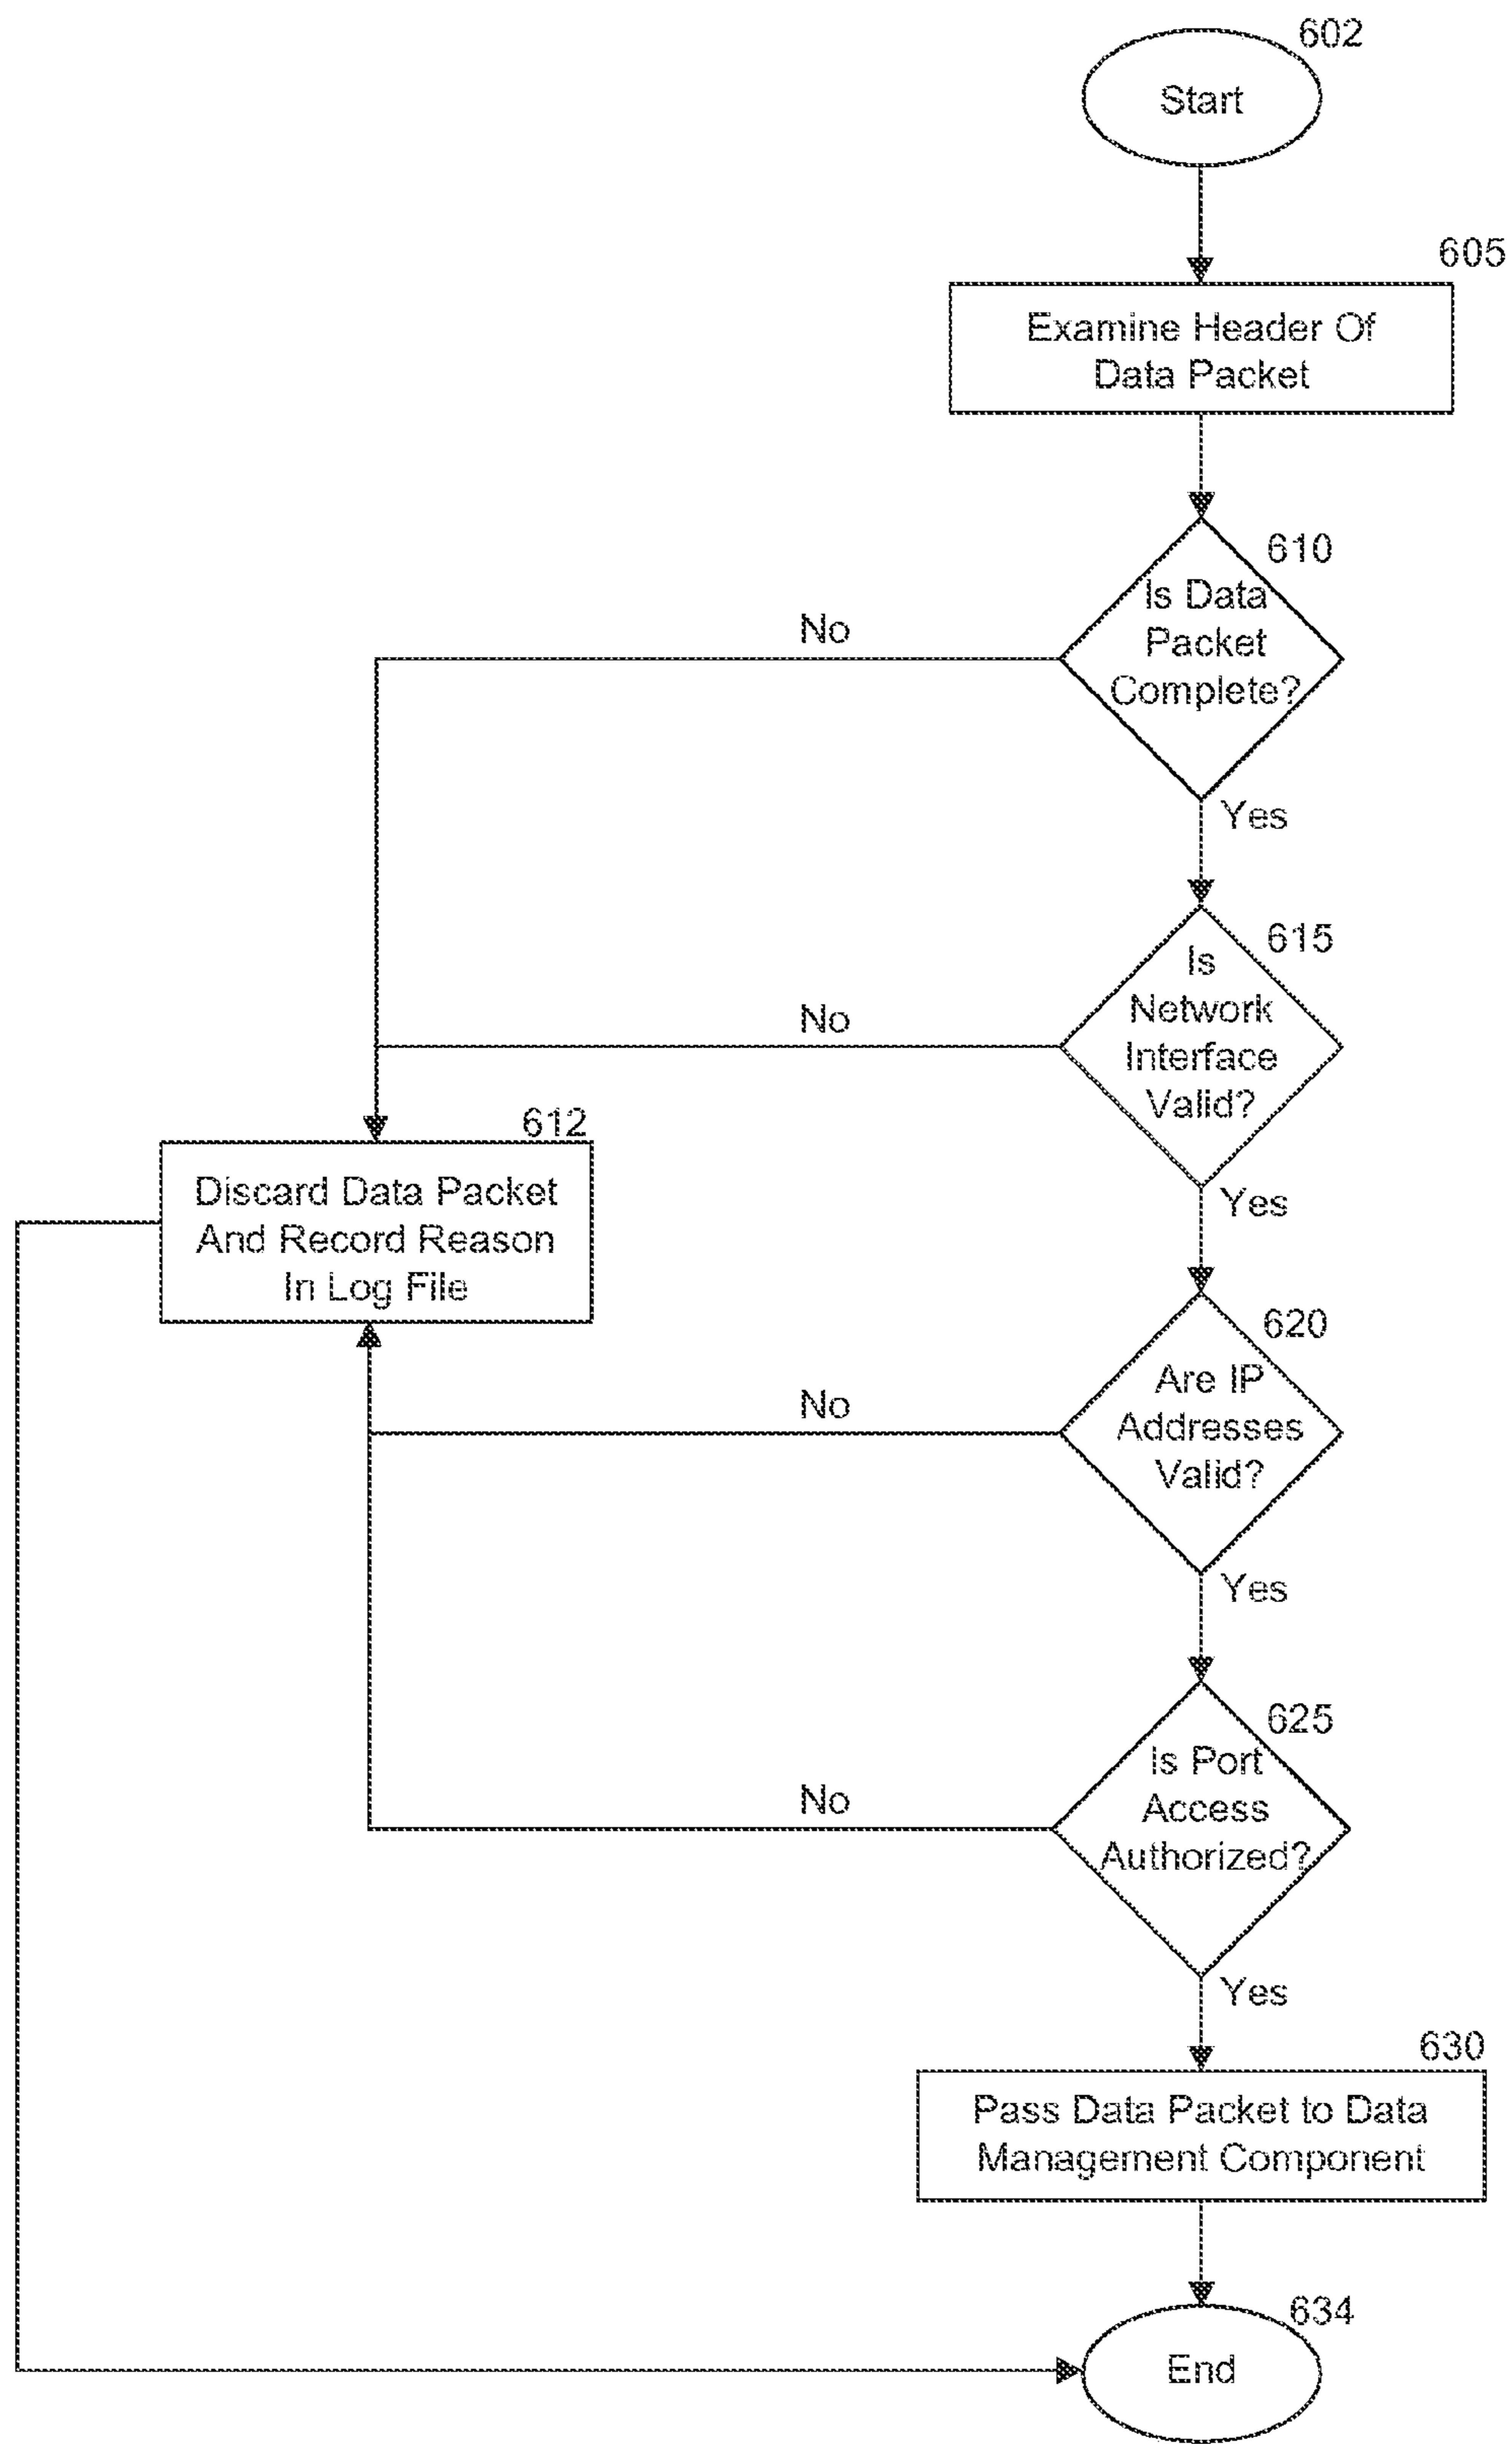 602
Start
605
Examine Header Of
Data Packet
610
Is Data
Packet
Complete?
No
Yes
615
Is
Network
Interface
Valid?
No
Yes
612
Discard Data Packet
And Record Reason
In Log File
620
Are IP
Addresses
Valid?
No
Yes
625
Is Port
Access
Authorized?
No
Yes
630
Pass Data Packet to Data
Management Component
634
End